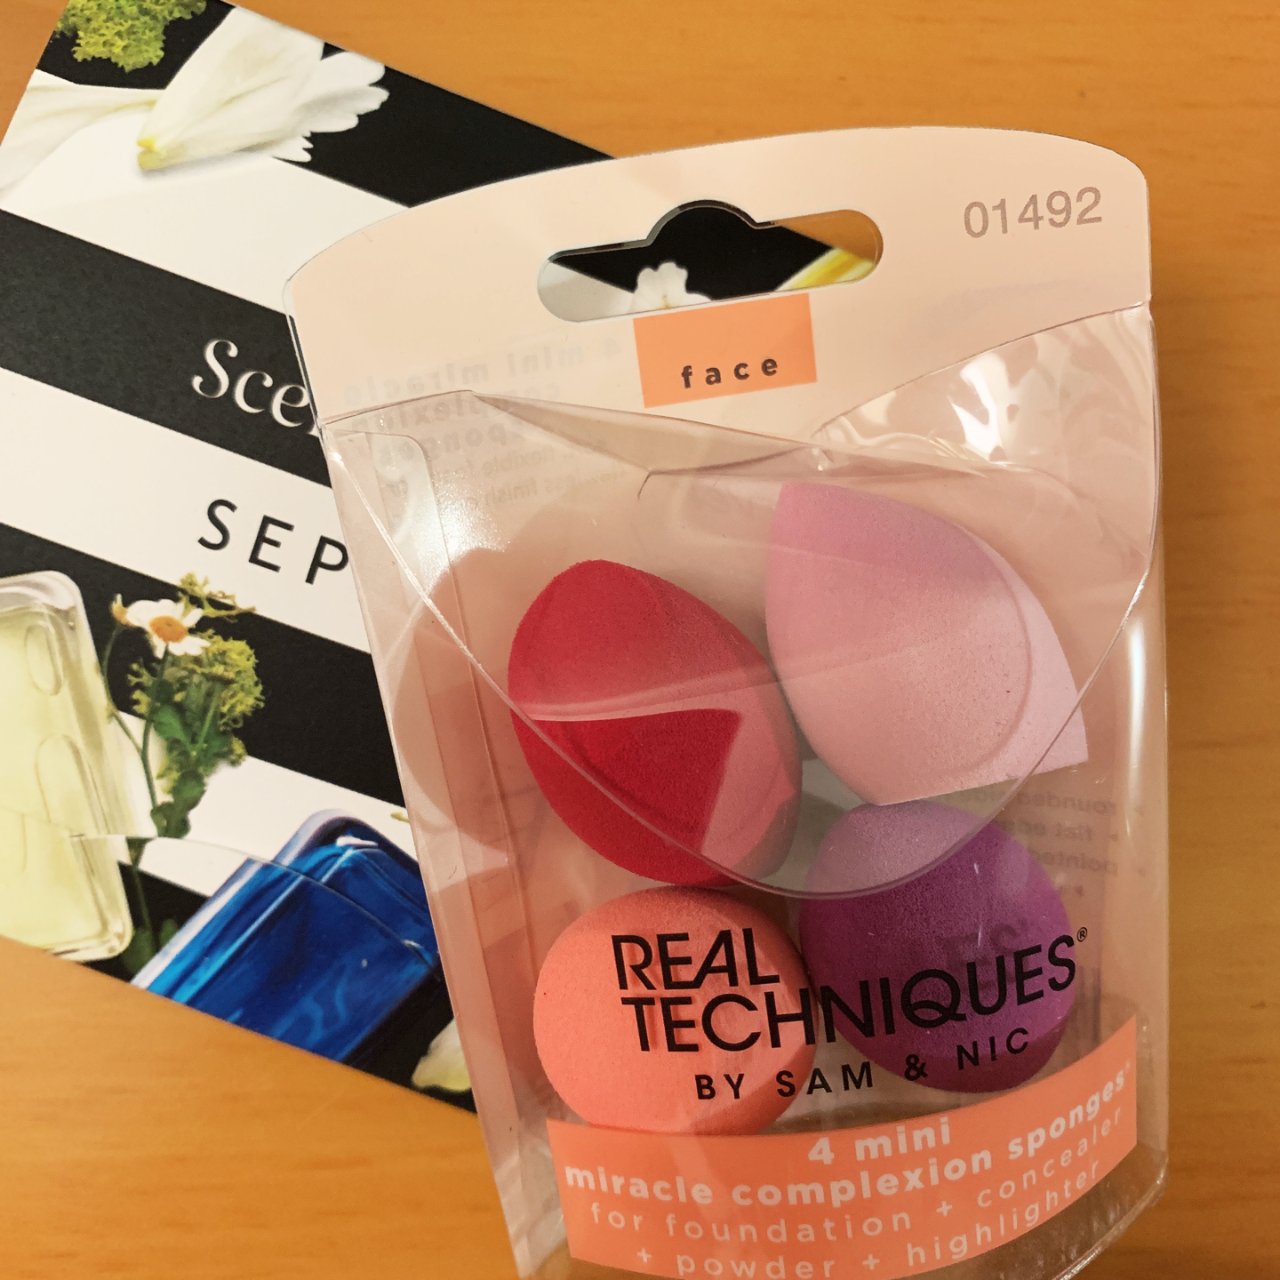 Sce
SEP
01492
face
REAL
TECHNIQUES®
BY SAM & NIC
4 mini
miracle complexion sponges
for foundation + concealer
+ powder + highlighter